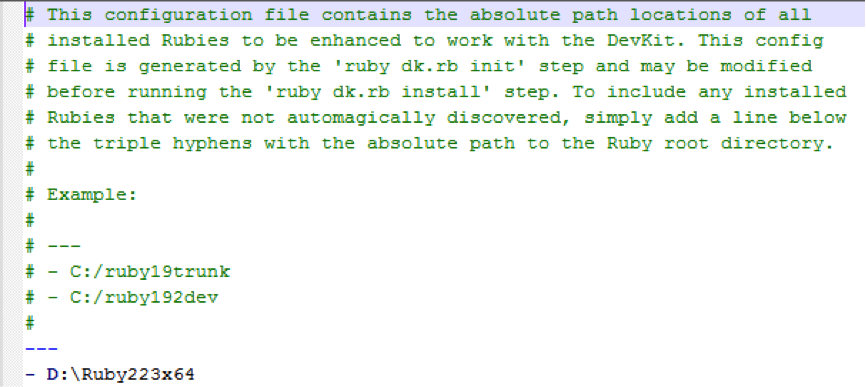 # This configuration file contains the absolute path locations of all
# installed Rubies to be enhanced to work with the DevKit. This config
# file is generated by the 'ruby dk.rb init' step and may be modified
# before running the 'ruby dk.rb install' step. To include any installed
# Rubies that were not automagically discovered, simply add a line below
# the triple hyphens with the absolute path to the Ruby root directory.
#
# Example:
#
# ---
# - C:/ruby19trunk
# - C:/ruby192dev
#
---
- D:\Ruby223x64